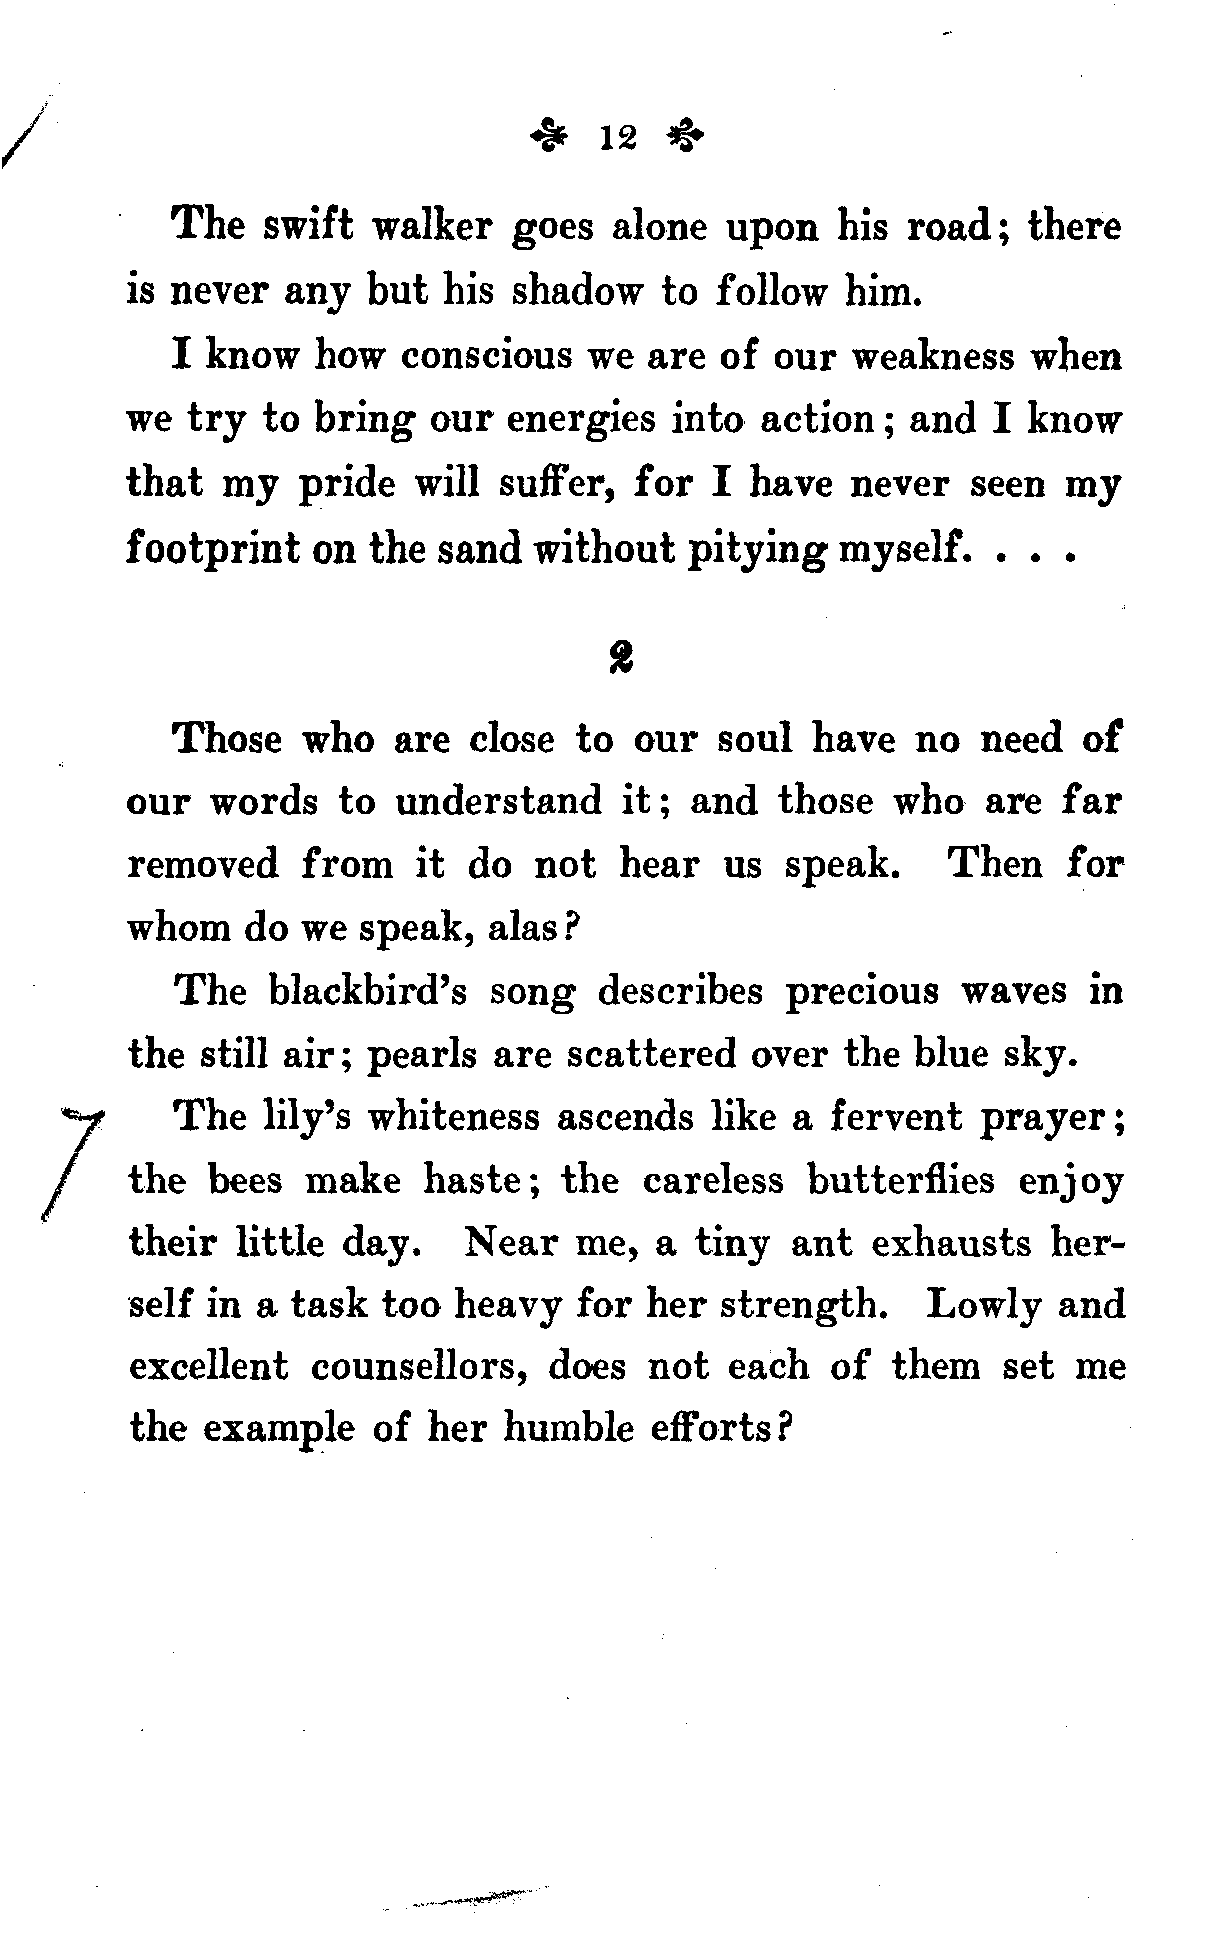 12
The swift walker goes alone upon his road; there
is never any but his shadow to follow him.
I know how conscious we are of our weakness when
we try to bring our energies into action; and I know
that my pride will suffer, for I have never seen my
footprint on the sand without pitying myself. . . .
2
Those who are close to our soul have no need of
our words to understand it; and those who are far
removed from it do not hear us speak. Then for
whom do we speak, alas?
The blackbird's song describes precious waves in
the still air; pearls are scattered over the blue sky.
The lily's whiteness ascends like a fervent prayer;
the bees make haste; the careless butterflies enjoy
their little day. Near me, a tiny ant exhausts her-
self in a task too heavy for her strength. Lowly and
excellent counsellors, does not each of them set me
the example of her humble efforts?